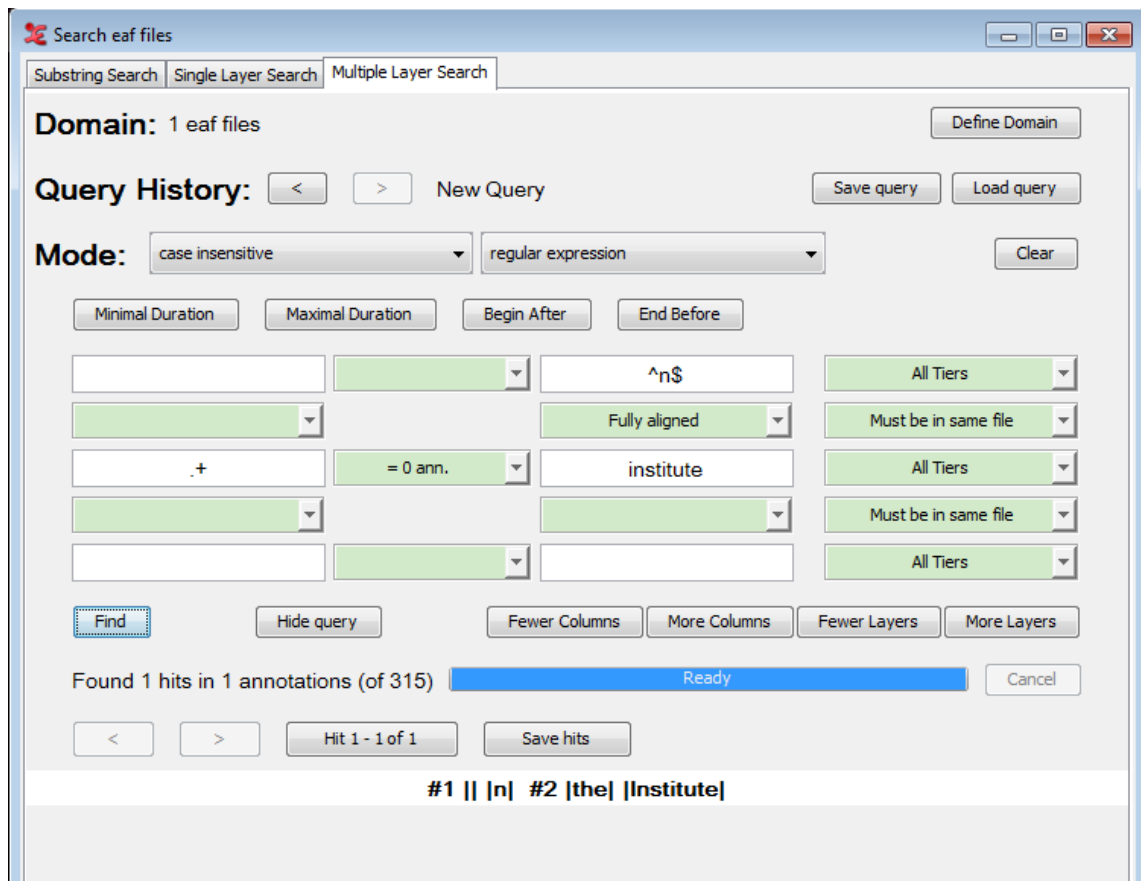 Search eaf files
Substring Search Single Layer Search Multiple Layer Search
Domain: 1 eaf files Define Domain
Query History: < > New Query Save query Load query
Mode: case insensitive regular expression Clear
Minimal Duration Maximal Duration Begin After End Before
^n$ All Tiers
Fully aligned Must be in same file
.+ = 0 ann. institute All Tiers
Must be in same file
All Tiers
Find Hide query Fewer Columns More Columns Fewer Layers More Layers
Found 1 hits in 1 annotations (of 315) Ready Cancel
< > Hit 1 - 1 of 1 Save hits
#1 || |n| #2 |the| |Institute|